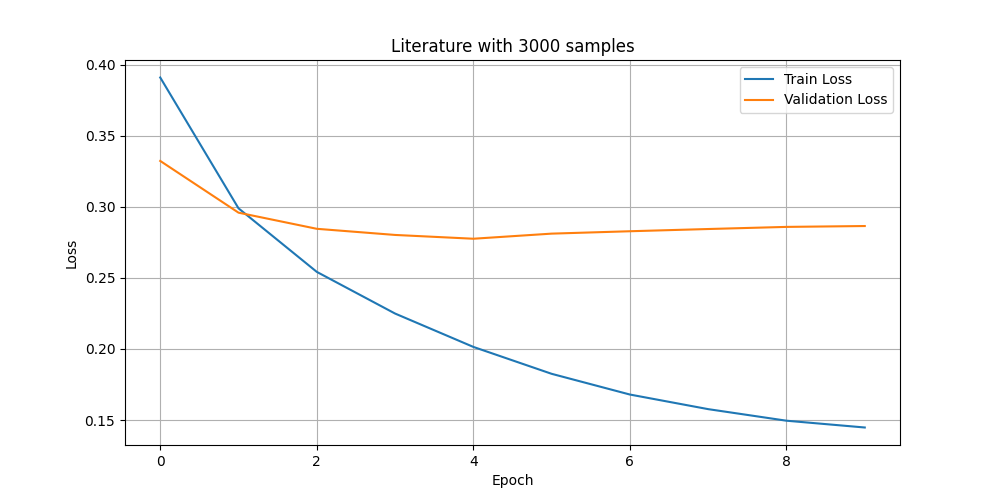 Literature with 3000 samples
Train Loss
Validation Loss
0.40
0.35
0.30
0.25
0.20
0.15
Loss
0 2 4 6 8
Epoch